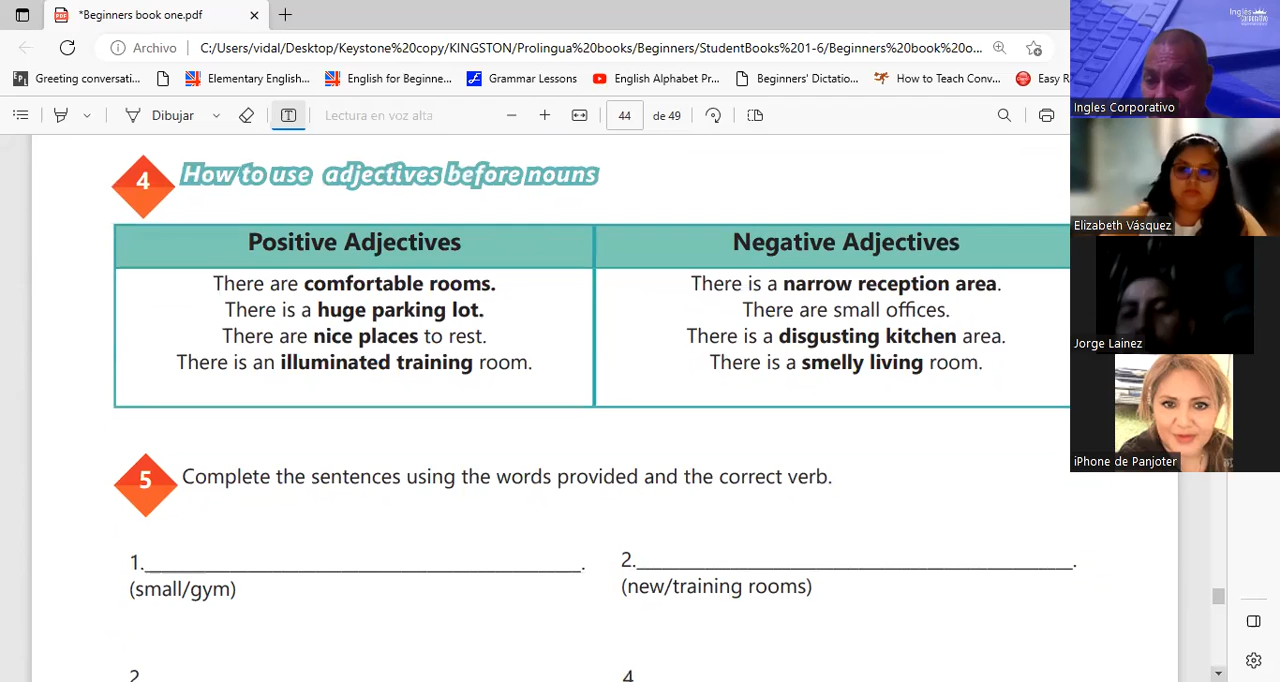 *Beginners book one.pdf
Archivo
C:/Users/vidal/Desktop/Keystone%20copy/KINGSTON/Prolingua%20books/Beginners/StudentBooks%201-6/Beginners%20book%20o...
Greeting conversati...
Elementary English...
English for Beginne...
Grammar Lessons
English Alphabet Pr...
Beginners' Dictatio...
How to Teach Conv...
Easy R
Dibujar
Lectura en voz alta
44
de 49
4
How to use adjectives before nouns
Positive Adjectives
There are comfortable rooms.
There is a huge parking lot.
There are nice places to rest.
There is an illuminated training room.
Negative Adjectives
There is a narrow reception area.
There are small offices.
There is a disgusting kitchen area.
There is a smelly living room.
5
Complete the sentences using the words provided and the correct verb.
1.____________________.
(small/gym)
2.____________________.
(new/training rooms)
4
Ingles Corporativo
Elizabeth Vásquez
Jorge Lainez
iPhone de Panjoter